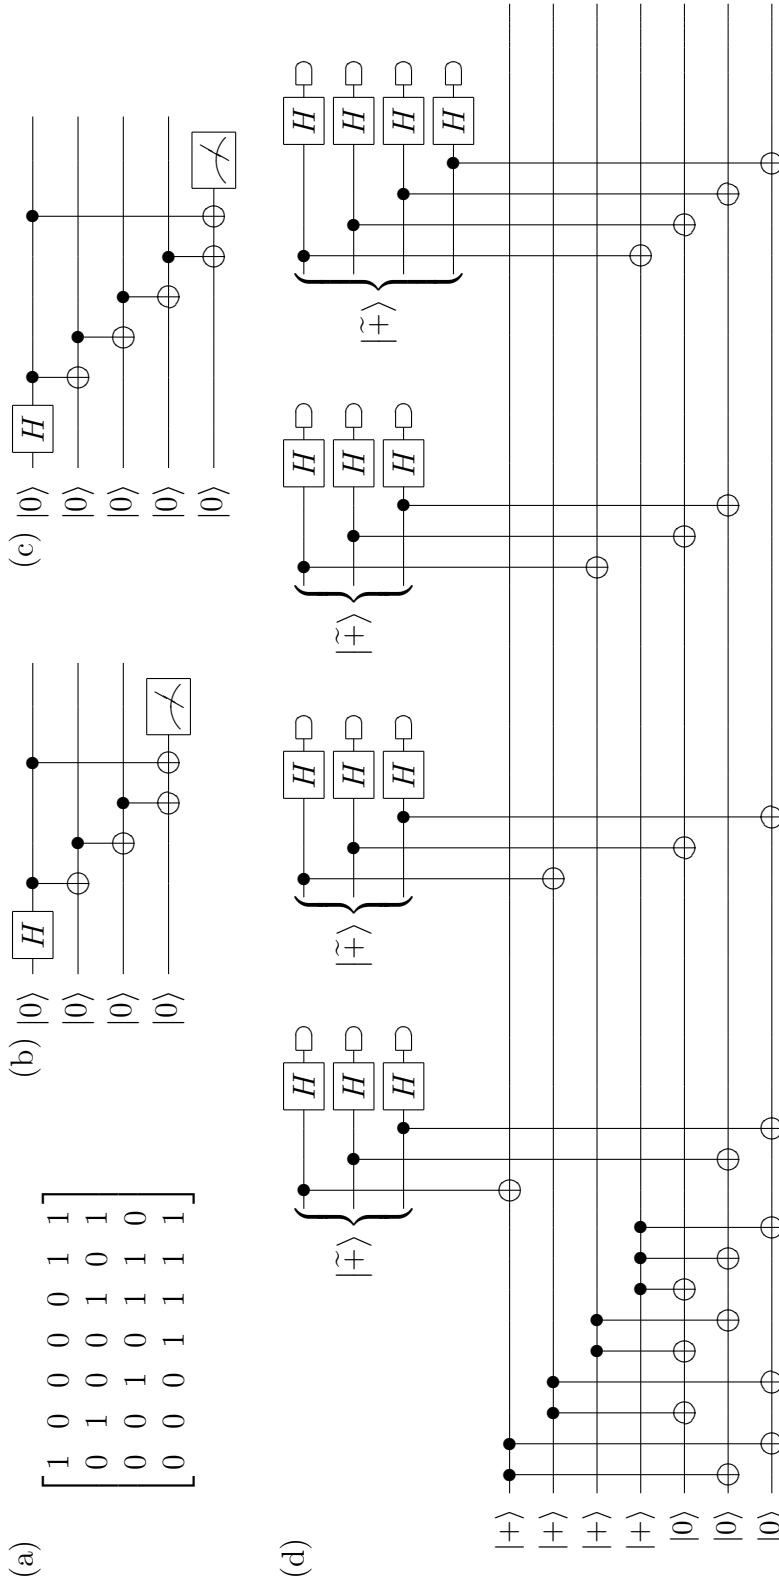 (a)
1 0 0 0 0 1 1
0 1 0 0 1 0 1
0 0 1 0 1 1 0
0 0 0 1 1 1 1
(b)
|0⟩ H
|0⟩
|0⟩
|0⟩
(c)
|0⟩ H
|0⟩
|0⟩
|0⟩
|0⟩
(d)
|+̃⟩ H H H
|+̃⟩ H H H
|+̃⟩ H H H
|+̃⟩ H H H H
|+⟩
|+⟩
|+⟩
|+⟩
|0⟩
|0⟩
|0⟩